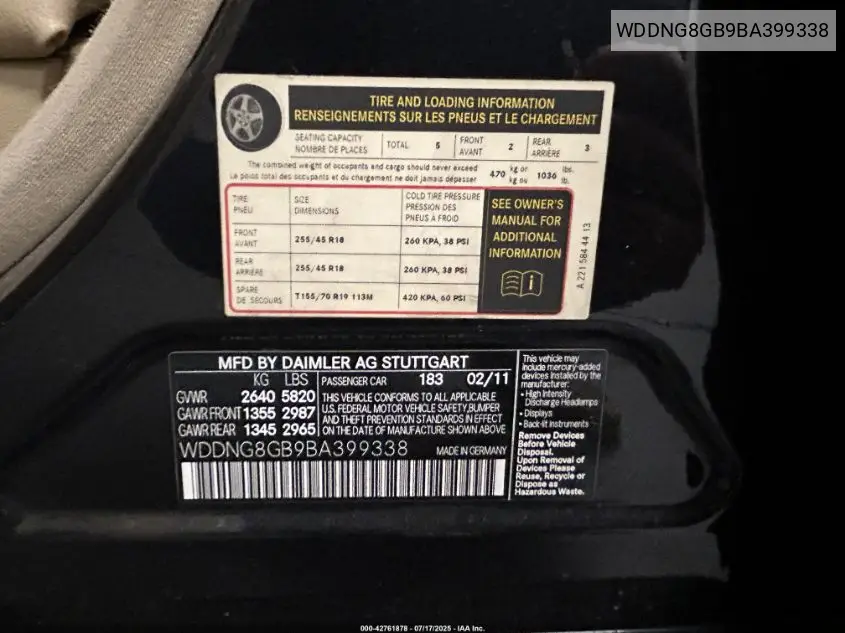 WDDNG8GB9BA399338
TIRE AND LOADING INFORMATION
RENSEIGNEMENTS SUR LES PNEUS ET LE CHARGEMENT
SEATING CAPACITY TOTAL 5 FRONT 2 REAR 3
NOMBRE DE PLACES AVANT ARRIÈRE
The combined weight of occupants and cargo should never exceed 470 kg or 1036 lbs.
Le poids total des occupants et du chargement ne doit jamais dépasser kg ou lb.
TIRE SIZE COLD TIRE PRESSURE
PNEU DIMENSIONS PRESSION DES
PNEUS A FROID
FRONT
AVANT 255/45 R18 260 KPA, 38 PSI
REAR
ARRIÈRE 255/45 R18 260 KPA, 38 PSI
SPARE
DE SECOURS T155/70 R19 113M 420 KPA, 60 PSI
SEE OWNER'S
MANUAL FOR
ADDITIONAL
INFORMATION
A 221 584 44 13
MFD BY DAIMLER AG STUTTGART
KG LBS PASSENGER CAR 183 02/11
GVWR 2640 5820
GAWR FRONT 1355 2987
GAWR REAR 1345 2965
THIS VEHICLE CONFORMS TO ALL APPLICABLE
U.S. FEDERAL MOTOR VEHICLE SAFETY,BUMPER
AND THEFT PREVENTION STANDARDS IN EFFECT
ON THE DATE OF MANUFACTURE SHOWN ABOVE
WDDNG8GB9BA399338 MADE IN GERMANY
This vehicle may
include mercury-added
devices installed by the
manufacturer:
• High Intensity
Discharge Headlamps
• Displays
• Back-lit instruments
Remove Devices
Before Vehicle
Disposal.
Upon Removal of
Devices Please
Reuse, Recycle or
Dispose as
Hazardous Waste.
000-42761878 - 07/17/2025 - IAA Inc.